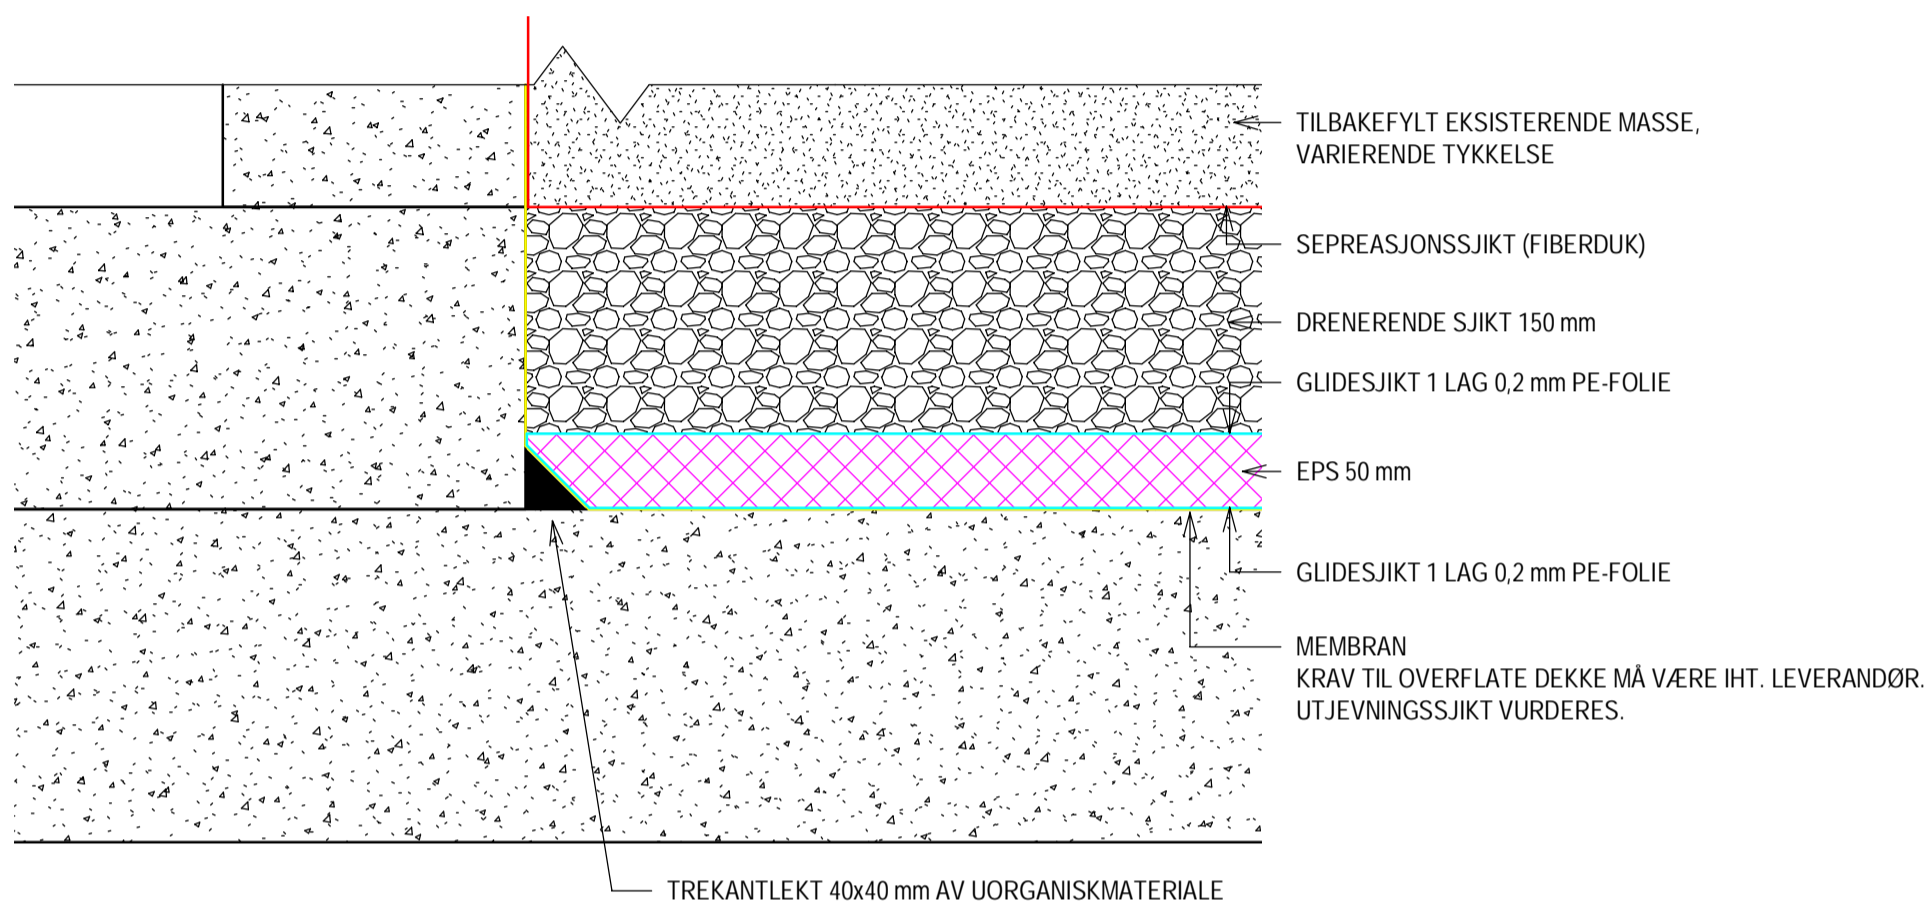 TILBAKEFYLT EKSISTERENDE MASSE,
VARIERENDE TYKKELSE
SEPREASJONSSJIKT (FIBERDUK)
DRENERENDE SJIKT 150 mm
GLIDESJIKT 1 LAG 0,2 mm PE-FOLIE
EPS 50 mm
GLIDESJIKT 1 LAG 0,2 mm PE-FOLIE
MEMBRAN
KRAV TIL OVERFLATE DEKKE MÅ VÆRE IHT. LEVERANDØR.
UTJEVNINGSSJIKT VURDERES.
TREKANTLEKT 40x40 mm AV UORGANISKMATERIALE